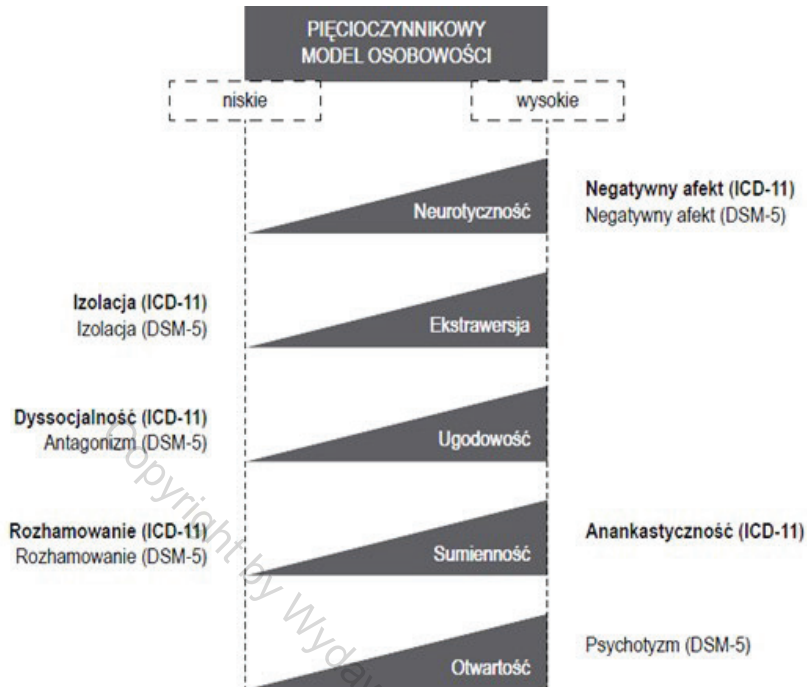 PIĘCIOCZYNNIKOWY
MODEL OSOBOWOŚCI
niskie
wysokie
Neurotyczność
Negatywny afekt (ICD-11)
Negatywny afekt (DSM-5)
Izolacja (ICD-11)
Izolacja (DSM-5)
Ekstrawersja
Dyssocjalność (ICD-11)
Antagonizm (DSM-5)
Ugodowość
Rozhamowanie (ICD-11)
Rozhamowanie (DSM-5)
Sumienność
Anankastyczność (ICD-11)
Otwartość
Psychotyzm (DSM-5)
Copyright by